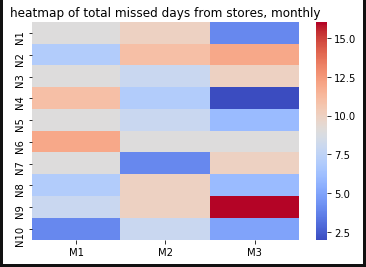 heatmap of total missed days from stores, monthly
N1
N2
N3
N4
N5
N6
N7
N8
N9
N10
M1 M2 M3
15.0
12.5
10.0
7.5
5.0
2.5